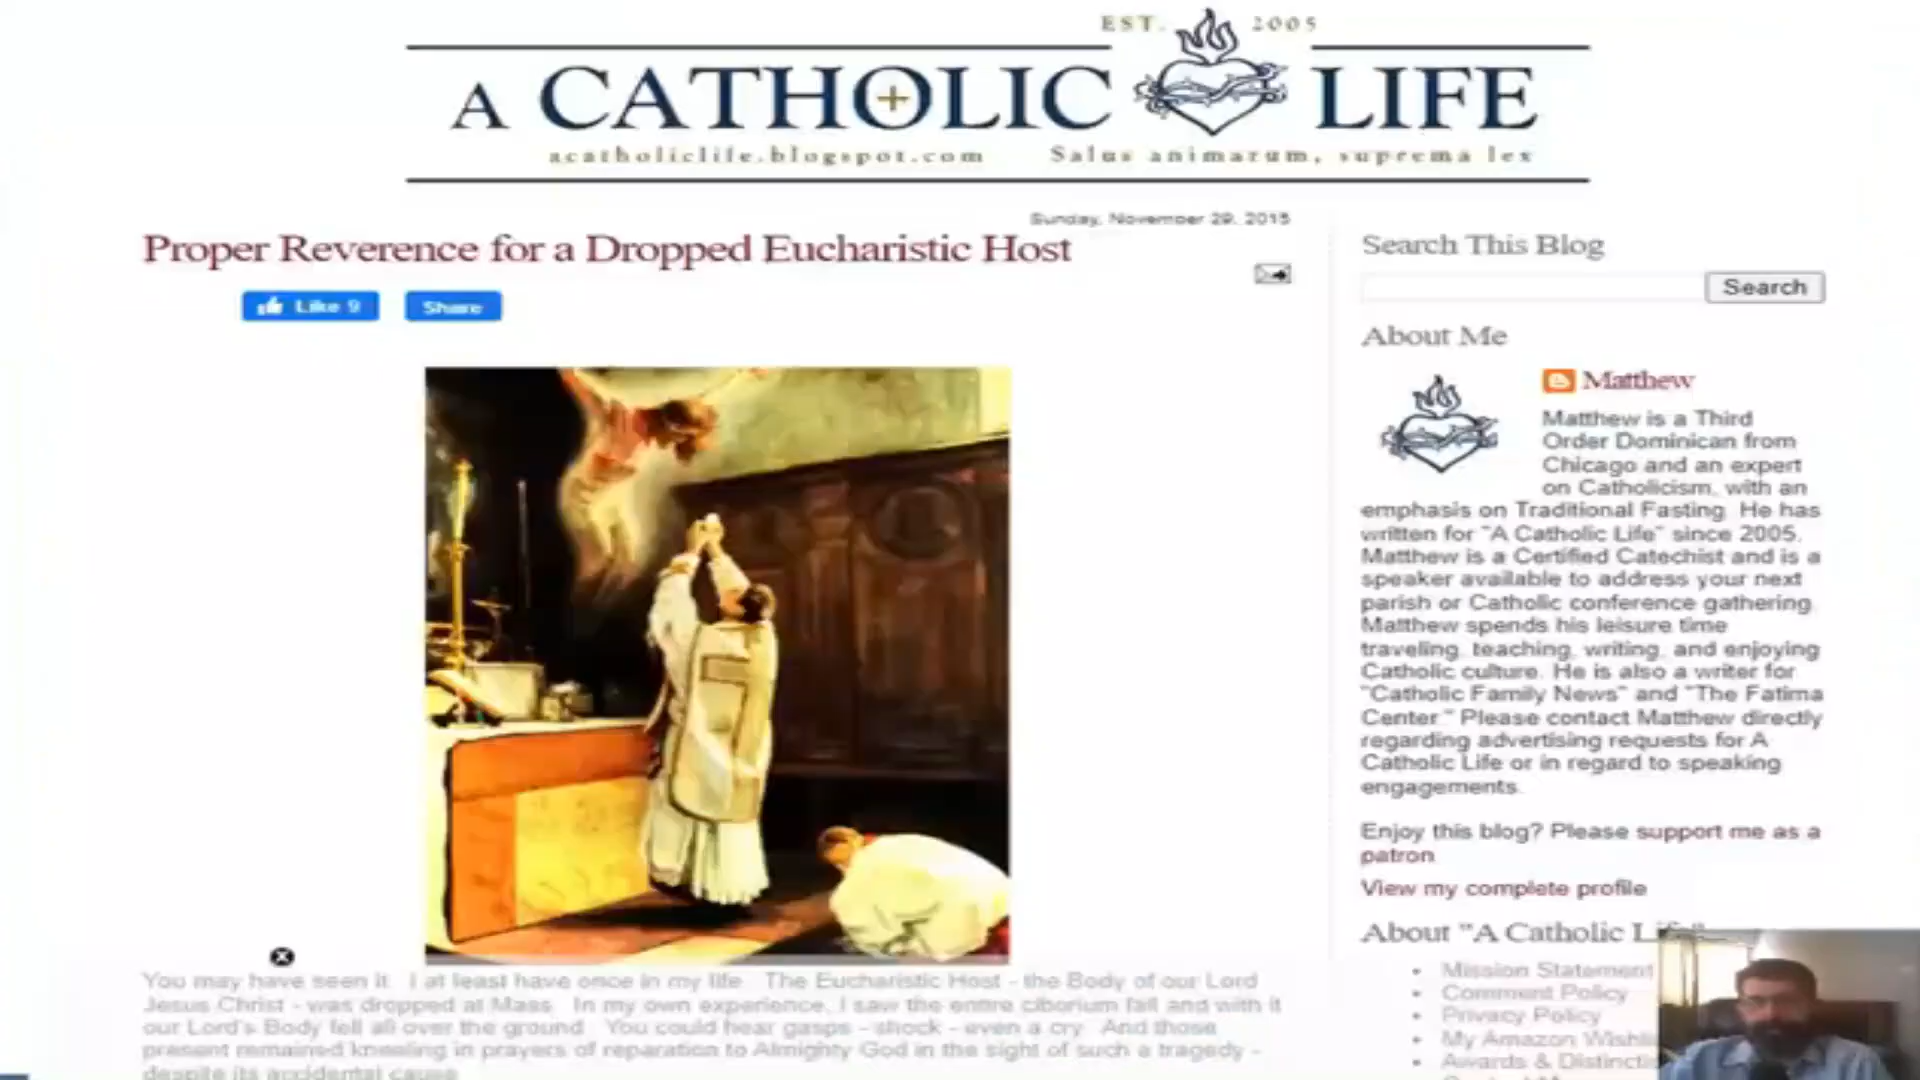 EST. 2005
A CATHOLIC LIFE
acatholiclife.blogspot.com Salus animarum, suprema lex
Sunday, November 29, 2015
Proper Reverence for a Dropped Eucharistic Host
Like 9 Share
You may have seen it. I at least have once in my life. The Eucharistic Host - the Body of our Lord
Jesus Christ - was dropped at Mass. In my own experience, I saw the entire ciborium fall and with it
our Lord's Body fell all over the ground. You could hear gasps - shock - even a cry. And those
present remained kneeling in prayers of reparation to Almighty God in the sight of such a tragedy -
despite its accidental cause
Search This Blog
Search
About Me
Matthew
Matthew is a Third
Order Dominican from
Chicago and an expert
on Catholicism, with an
emphasis on Traditional Fasting. He has
written for "A Catholic Life" since 2005.
Matthew is a Certified Catechist and is a
speaker available to address your next
parish or Catholic conference gathering.
Matthew spends his leisure time
traveling, teaching, writing, and enjoying
Catholic culture. He is also a writer for
"Catholic Family News" and "The Fatima
Center." Please contact Matthew directly
regarding advertising requests for A
Catholic Life or in regard to speaking
engagements.
Enjoy this blog? Please support me as a
patron
View my complete profile
About "A Catholic Life"
Mission Statement
Comment Policy
Privacy Policy
My Amazon Wishli
Awards & Distincti